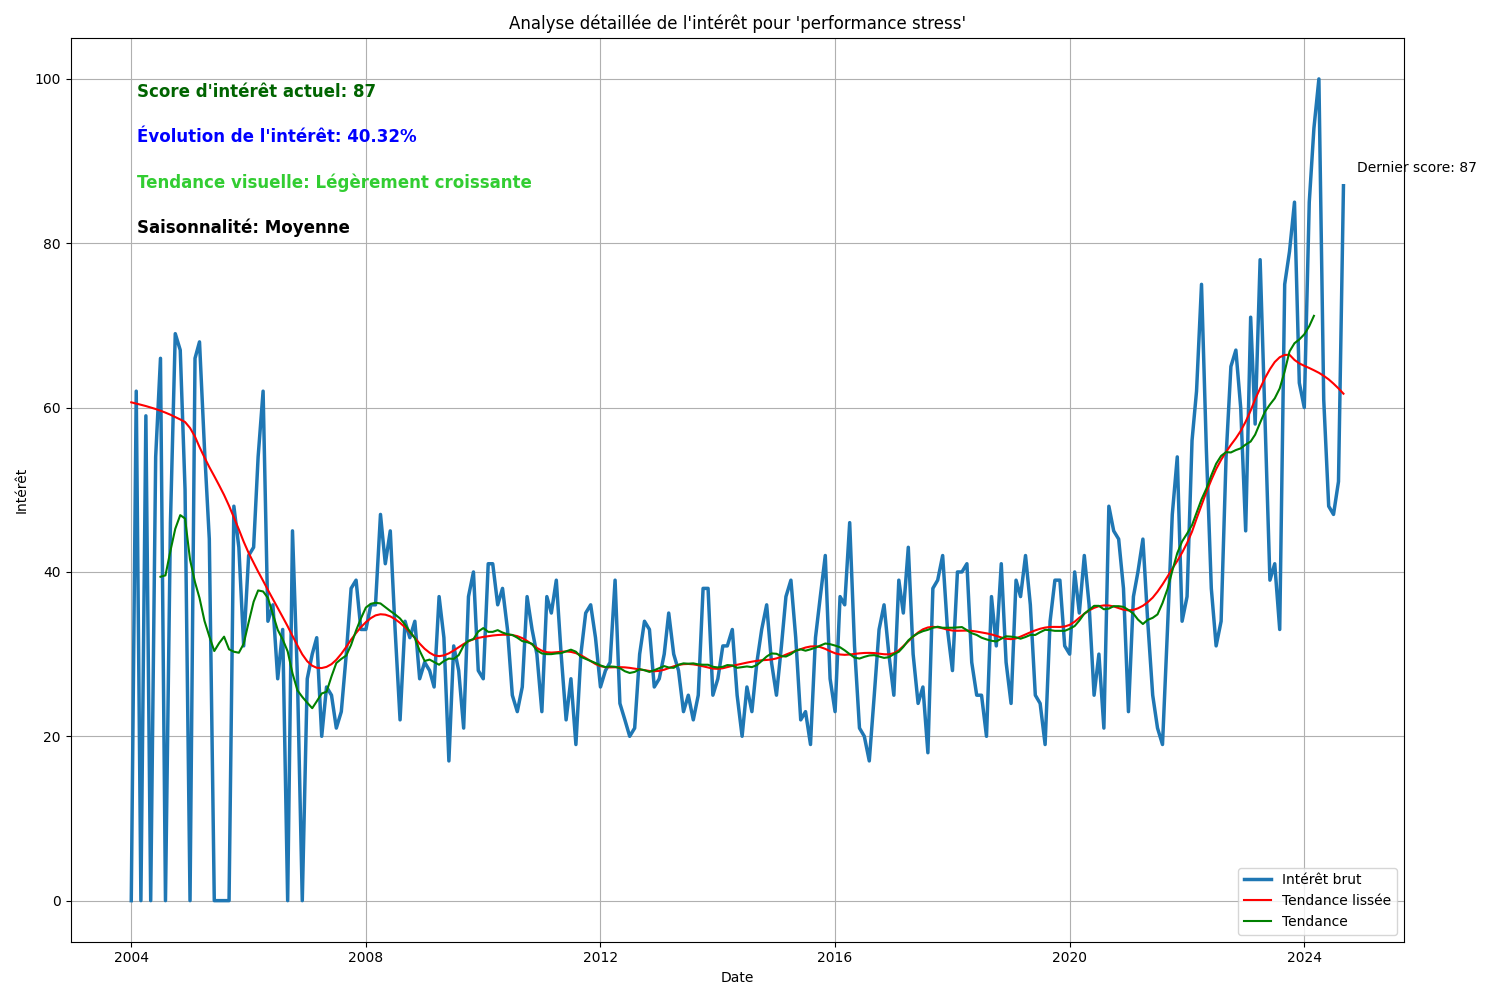 Analyse détaillée de l'intérêt pour 'performance stress'
100
80
60
40
20
0
Intérêt
Score d'intérêt actuel: 87
Évolution de l'intérêt: 40.32%
Tendance visuelle: Légèrement croissante
Saisonnalité: Moyenne
Dernier score: 87
Intérêt brut
Tendance lissée
Tendance
2004 2008 2012 2016 2020 2024
Date